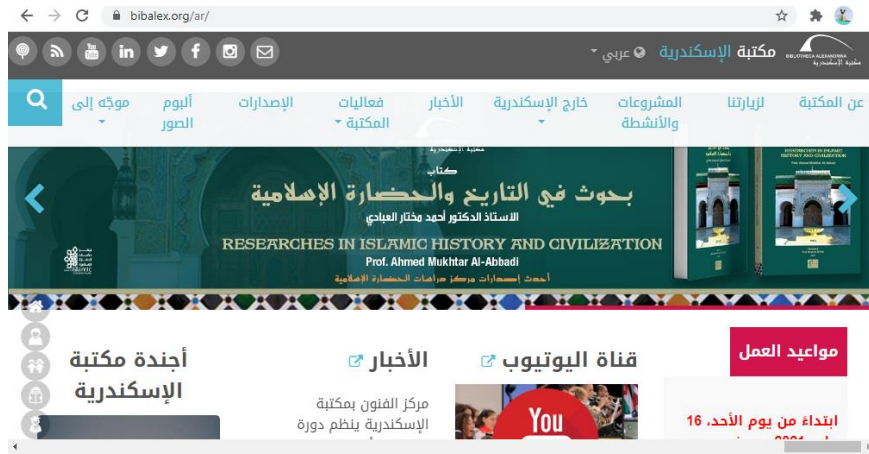 bibalex.org/ar/
مكتبة الإسكندرية
عربي
BIBLIOTHECA ALEXANDRINA
مكتبة الإسكندرية
عن المكتبة
لزيارتنا
المشروعات
والأنشطة
خارج الإسكندرية
الأخبار
فعاليات
المكتبة
الإصدارات
ألبوم
الصور
موجّه إلى
كتاب
بحوث في التاريخ والحضارة الإسلامية
الأستاذ الدكتور أحمد مختار العبادي
RESEARCHES IN ISLAMIC HISTORY AND CIVILIZATION
Prof. Ahmed Mukhtar Al-Abbadi
أحدث إصدارات مركز دراسات الحضارة الإسلامية
RESEARCHES IN ISLAMIC
HISTORY AND CIVILIZATION
مواعيد العمل
ابتداءً من يوم الأحد، 16
قناة اليوتيوب
You
الأخبار
مركز الفنون بمكتبة
الإسكندرية ينظم دورة
أجندة مكتبة
الإسكندرية